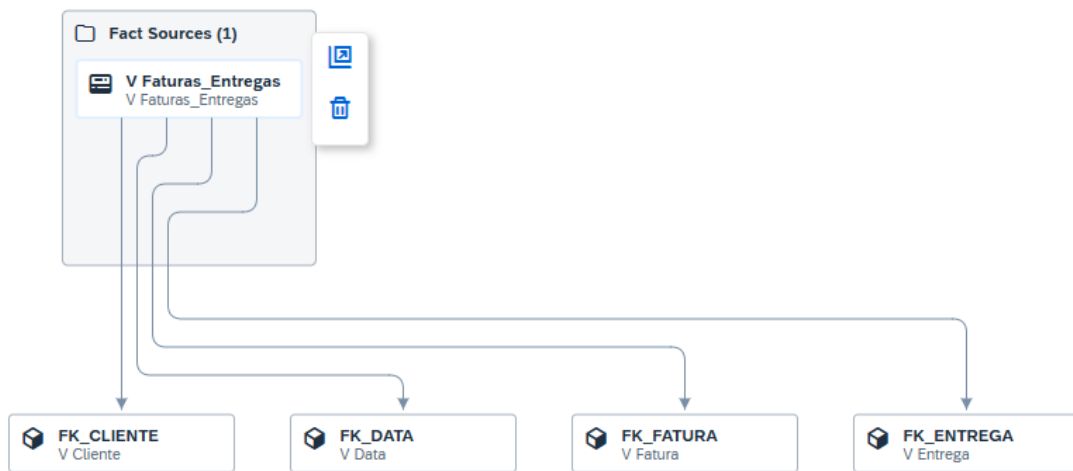 Fact Sources (1)
V Faturas_Entregas
V Faturas_Entregas
FK_CLIENTE
V Cliente
FK_DATA
V Data
FK_FATURA
V Fatura
FK_ENTREGA
V Entrega